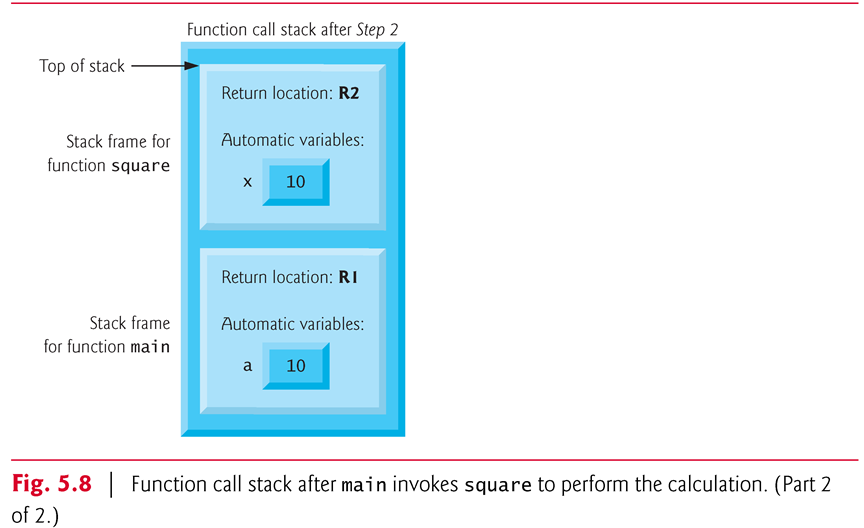 Function call stack after Step 2
Top of stack
Return location: R2
Stack frame for
function square
Automatic variables:
x 10
Return location: R1
Stack frame
for function main
Automatic variables:
a 10
Fig. 5.8 | Function call stack after main invokes square to perform the calculation. (Part 2
of 2.)